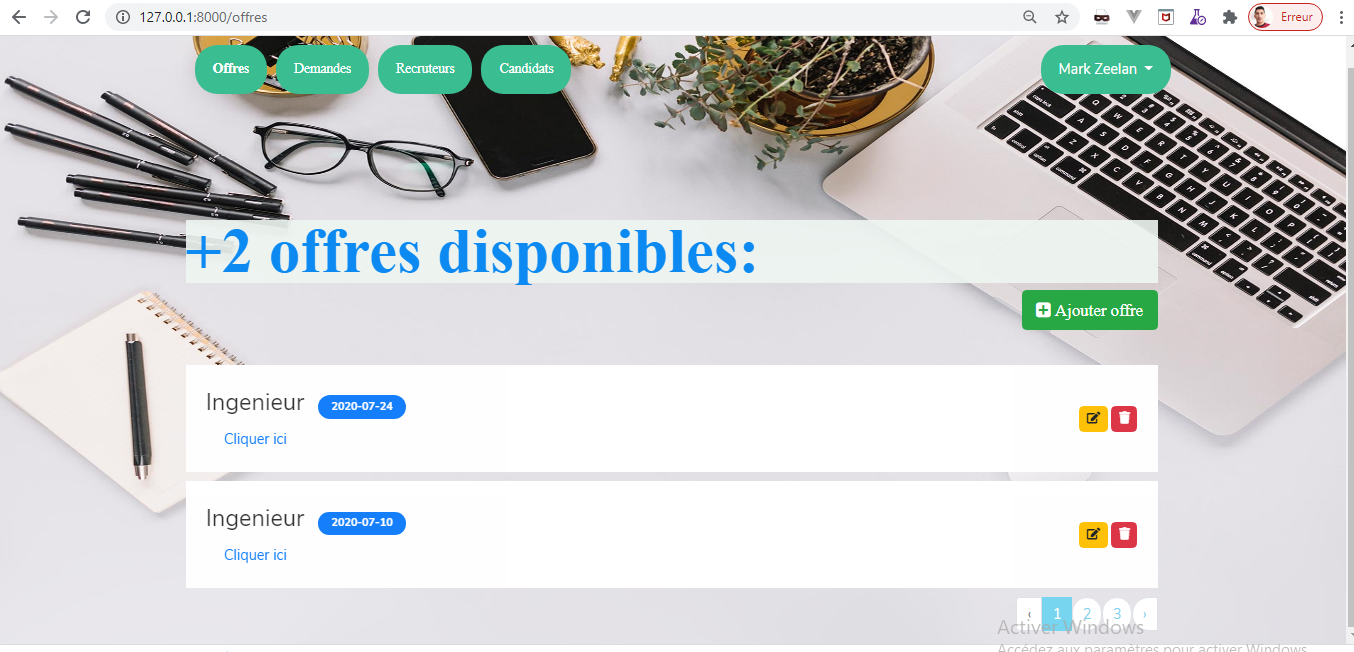 127.0.0.1:8000/offres
Erreur
Offres
Demandes
Recruteurs
Candidats
Mark Zeelan
+2 offres disponibles:
Ajouter offre
Ingenieur
2020-07-24
Cliquer ici
Ingenieur
2020-07-10
Cliquer ici
‹ 1 2 3 ›
Activer Windows
Accédez aux paramètres pour activer Windows.